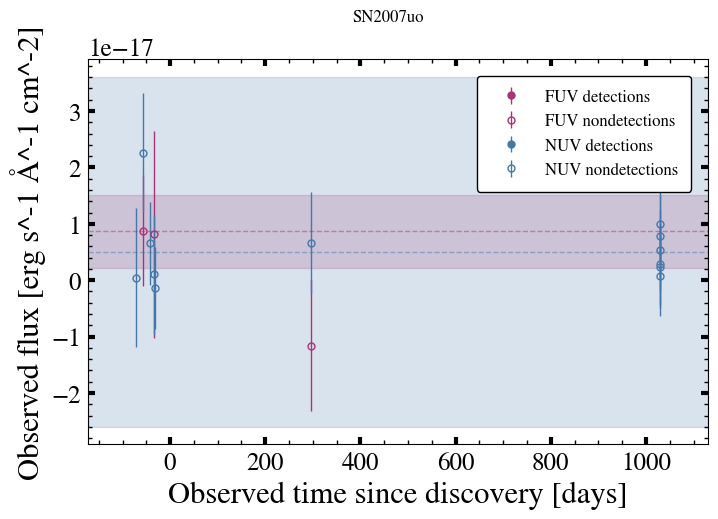 SN2007uo
1e−17
Observed flux [erg s^-1 Å^-1 cm^-2]
3
2
1
0
−1
−2
FUV detections
FUV nondetections
NUV detections
NUV nondetections
0 200 400 600 800 1000
Observed time since discovery [days]